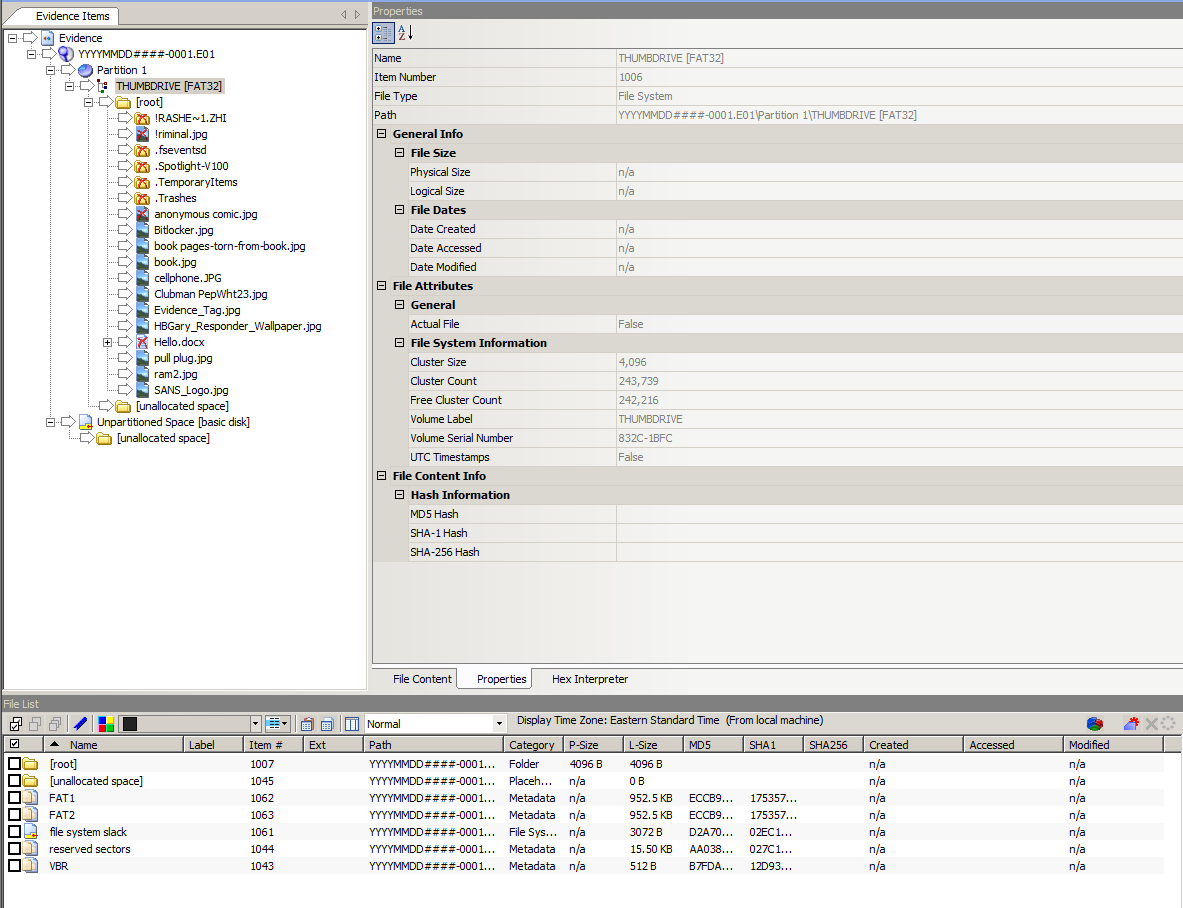 Evidence Items
Evidence
YYYYMMDD####-0001.E01
Partition 1
THUMBDRIVE [FAT32]
[root]
!RASHE~1.ZHI
!riminal.jpg
.fseventsd
.Spotlight-V100
.TemporaryItems
.Trashes
anonymous comic.jpg
Bitlocker.jpg
book pages-torn-from-book.jpg
book.jpg
cellphone.JPG
Clubman PepWht23.jpg
Evidence_Tag.jpg
HBGary_Responder_Wallpaper.jpg
Hello.docx
pull plug.jpg
ram2.jpg
SANS_Logo.jpg
[unallocated space]
Unpartitioned Space [basic disk]
[unallocated space]
Properties
Name THUMBDRIVE [FAT32]
Item Number 1006
File Type File System
Path YYYYMMDD####-0001.E01\Partition 1\THUMBDRIVE [FAT32]
General Info
File Size
Physical Size n/a
Logical Size n/a
File Dates
Date Created n/a
Date Accessed n/a
Date Modified n/a
File Attributes
General
Actual File False
File System Information
Cluster Size 4,096
Cluster Count 243,739
Free Cluster Count 242,216
Volume Label THUMBDRIVE
Volume Serial Number 832C-1BFC
UTC Timestamps False
File Content Info
Hash Information
MD5 Hash
SHA-1 Hash
SHA-256 Hash
File Content Properties Hex Interpreter
File List
Normal Display Time Zone: Eastern Standard Time (From local machine)
Name Label Item # Ext Path Category P-Size L-Size MD5 SHA1 SHA256 Created Accessed Modified
[root] 1007 YYYYMMDD####-0001... Folder 4096 B 4096 B n/a n/a
[unallocated space] 1045 YYYYMMDD####-0001... Placeh... n/a 0 B n/a n/a
FAT1 1062 YYYYMMDD####-0001... Metadata n/a 952.5 KB ECCB9... 175357... n/a n/a
FAT2 1063 YYYYMMDD####-0001... Metadata n/a 952.5 KB ECCB9... 175357... n/a n/a
file system slack 1061 YYYYMMDD####-0001... File Sys... n/a 3072 B D2A70... 02EC1... n/a n/a
reserved sectors 1044 YYYYMMDD####-0001... Metadata n/a 15.50 KB AA038... 027C1... n/a n/a
VBR 1043 YYYYMMDD####-0001... Metadata n/a 512 B B7FDA... 12D93... n/a n/a